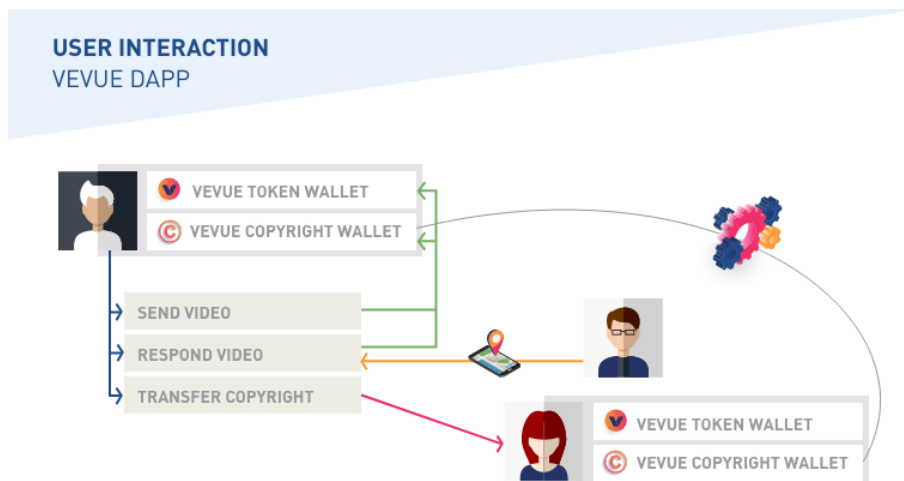 USER INTERACTION
VEVUE DAPP
VEVUE TOKEN WALLET
VEVUE COPYRIGHT WALLET
SEND VIDEO
RESPOND VIDEO
TRANSFER COPYRIGHT
VEVUE TOKEN WALLET
VEVUE COPYRIGHT WALLET